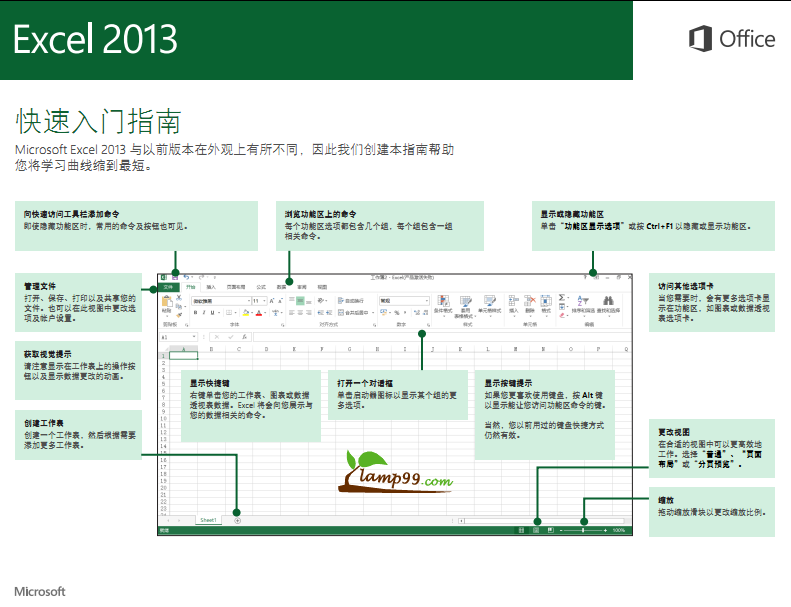 Excel 2013
Office
快速入门指南
Microsoft Excel 2013 与以前版本在外观上有所不同，因此我们创建本指南帮助
您将学习曲线缩到最短。
向快速访问工具栏添加命令
即使隐藏功能区时，常用的命令及按钮也可见。
浏览功能区上的命令
每个功能区选项都包含几个组，每个组包含一组
相关命令。
显示或隐藏功能区
单击“功能区显示选项”或按 Ctrl+F1 以隐藏或显示功能区。
管理文件
打开、保存、打印以及共享您的
文件。也可以在此视图中更改选
项及帐户设置。
访问其他选项卡
当您需要时，会有更多选项卡显
示在功能区，如图表或数据透视
表选项卡。
获取视觉提示
请注意显示在工作表上的操作按
钮以及显示数据更改的动画。
创建工作表
创建一个工作表，然后根据需要
添加更多工作表。
显示快捷键
右键单击您的工作表、图表或数据
透视表数据。Excel 将会向您展示与
您的数据相关的命令。
打开一个对话框
单击启动器图标以显示某个组的更
多选项。
显示按键提示
如果您更喜欢使用键盘，按 Alt 键
以显示能让您访问功能区命令的键。
当然，您以前用过的键盘快捷方式
仍然有效。
更改视图
在合适的视图中可以更高效地
工作。选择“普通”、“页面
布局”或“分页预览”。
缩放
拖动缩放滑块以更改缩放比例。
lamp99.com
Sheet1
100%
Microsoft